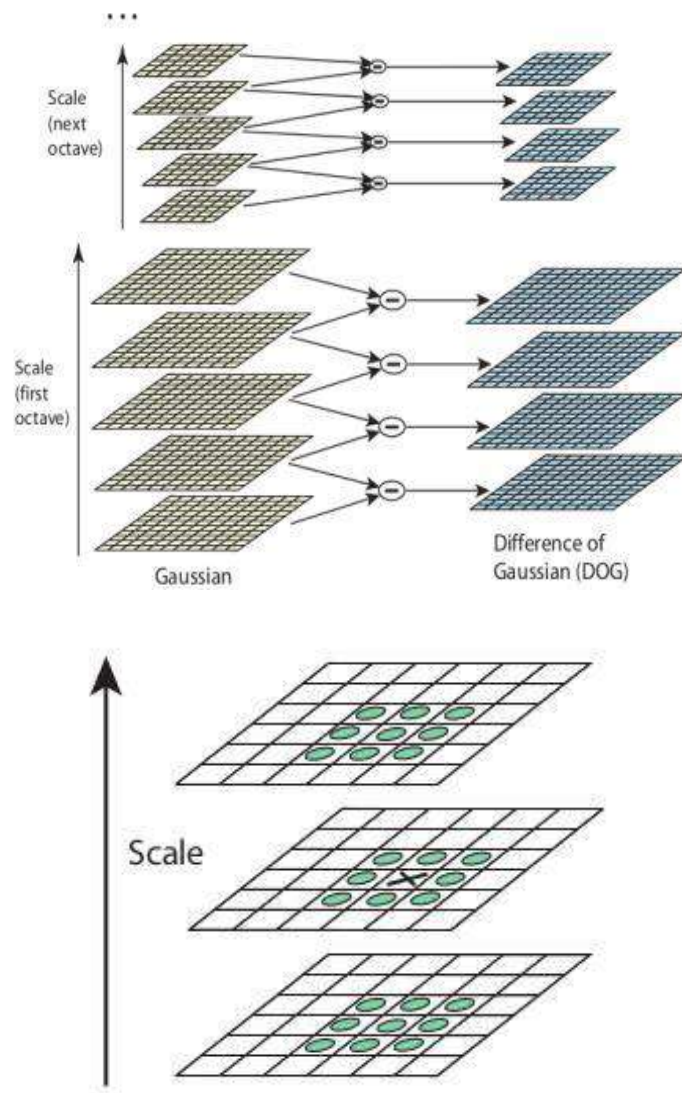 ...
Scale
(next
octave)
Scale
(first
octave)
Gaussian
Difference of
Gaussian (DOG)
Scale